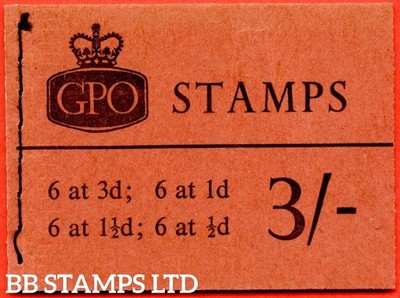 GPO STAMPS
6 at 3d; 6 at 1d
6 at 1½d; 6 at ½d
3/-
BB STAMPS LTD